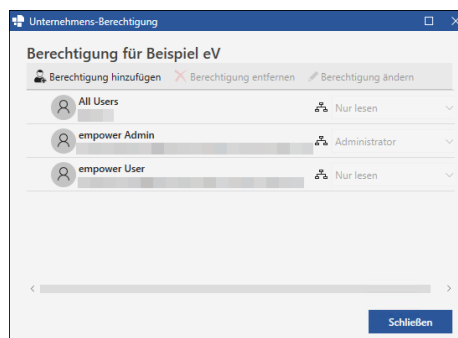 Unternehmens-Berechtigung
Berechtigung für Beispiel eV
Berechtigung hinzufügen Berechtigung entfernen Berechtigung ändern
All Users Nur lesen
empower Admin Administrator
empower User Nur lesen
Schließen